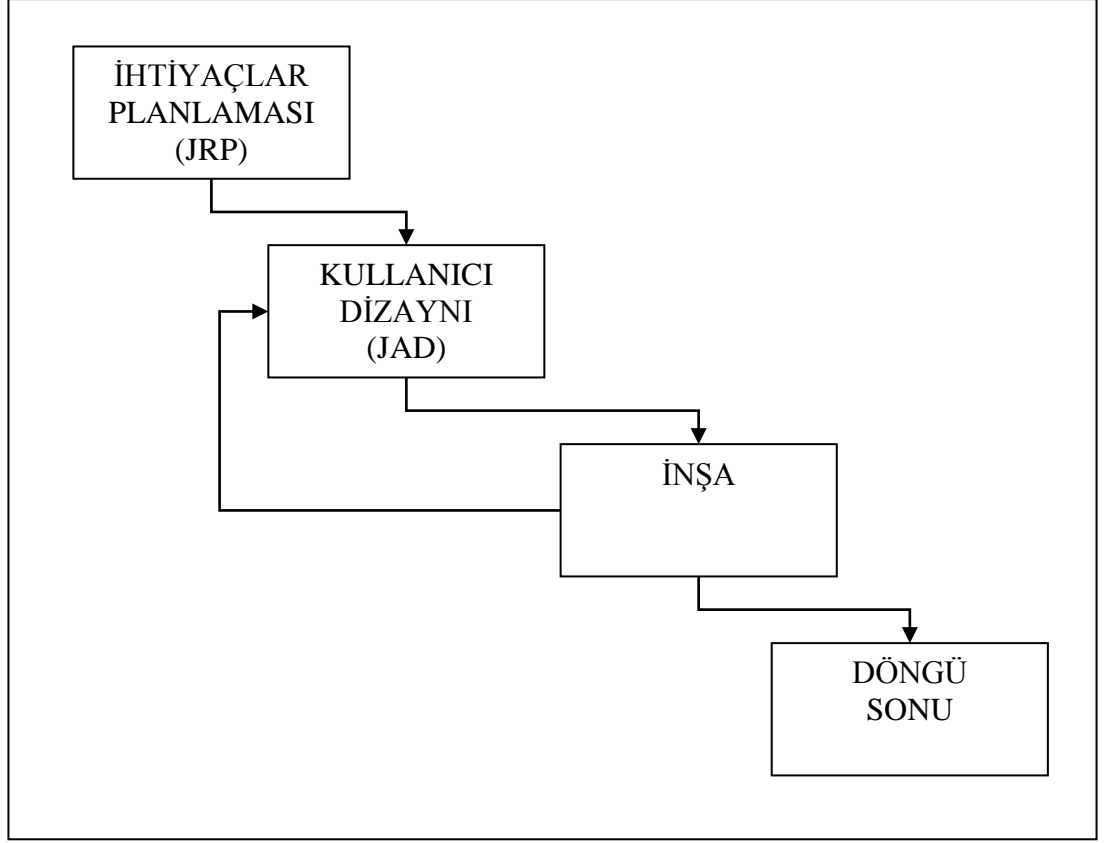 İHTİYAÇLAR
PLANLAMASI
(JRP)
KULLANICI
DİZAYNI
(JAD)
İNŞA
DÖNGÜ
SONU